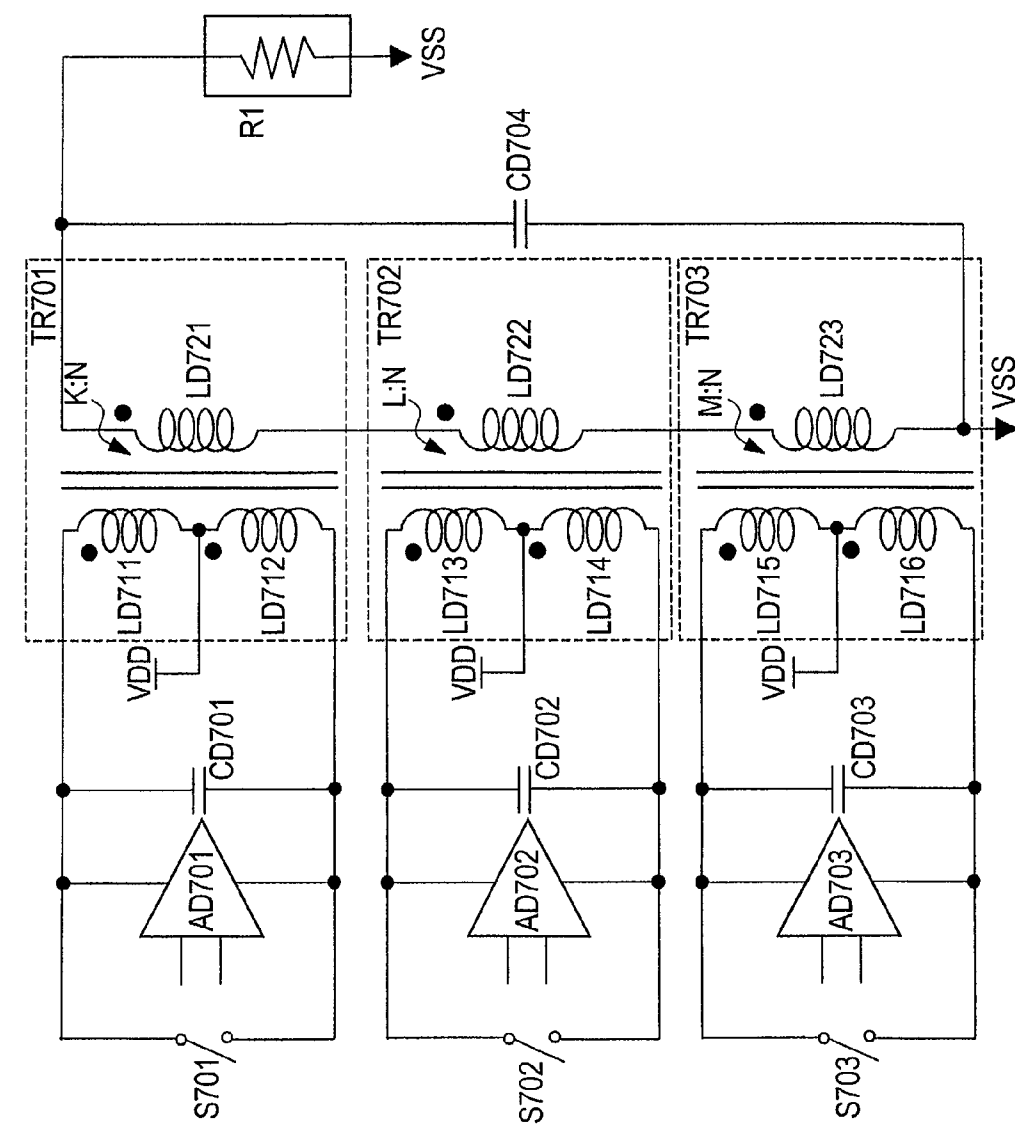 R1
VSS
CD704
TR701
K:N
LD721
TR702
L:N
LD722
TR703
M:N
LD723
VSS
LD711
LD712
VDD
LD713
LD714
VDD
LD715
LD716
VDD
CD701
CD702
CD703
AD701
AD702
AD703
S701
S702
S703